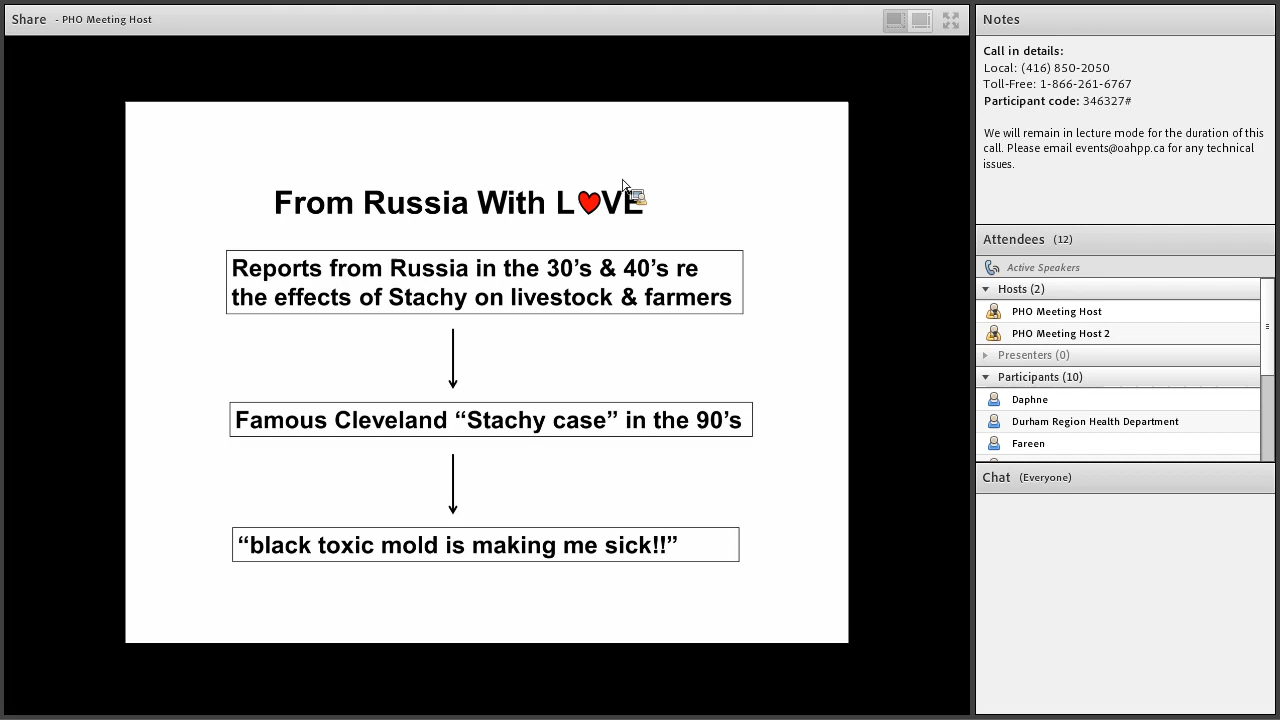 Share - PHO Meeting Host
From Russia With L❤VE
Reports from Russia in the 30’s & 40’s re
the effects of Stachy on livestock & farmers
Famous Cleveland “Stachy case” in the 90’s
“black toxic mold is making me sick!!”
Notes
Call in details:
Local: (416) 850-2050
Toll-Free: 1-866-261-6767
Participant code: 346327#
We will remain in lecture mode for the duration of this
call. Please email events@oahpp.ca for any technical
issues.
Attendees (12)
Active Speakers
Hosts (2)
PHO Meeting Host
PHO Meeting Host 2
Presenters (0)
Participants (10)
Daphne
Durham Region Health Department
Fareen
Chat (Everyone)